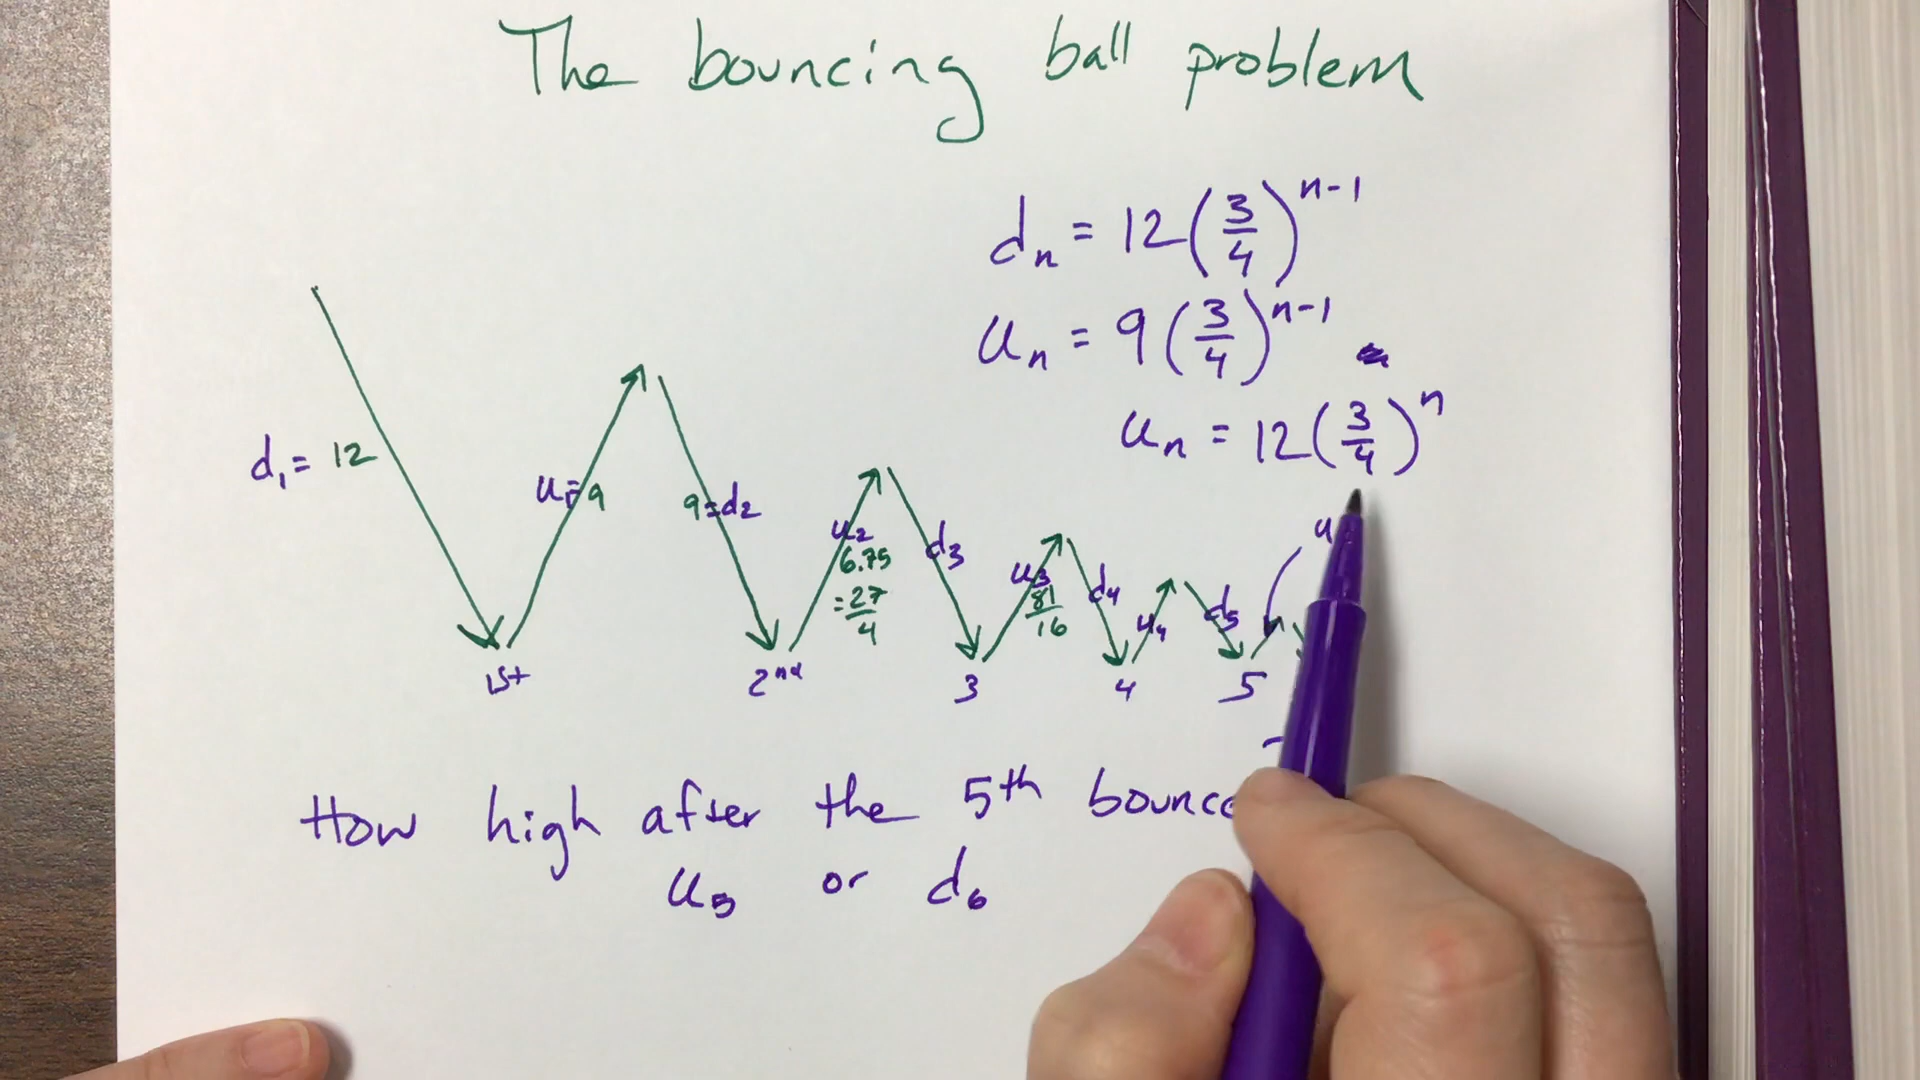 The bouncing ball problem
dₙ = 12(3/4)ⁿ⁻¹
uₙ = 9(3/4)ⁿ⁻¹
uₙ = 12(3/4)ⁿ
d₁ = 12
u₁ = 9
9 = d₂
u₂
6.75
= 27/4
d₃
u₃
81/16
d₄
u₄
d₅
u
1st
2nd
3
4
5
How high after the 5th bounce
u₅ or d₆